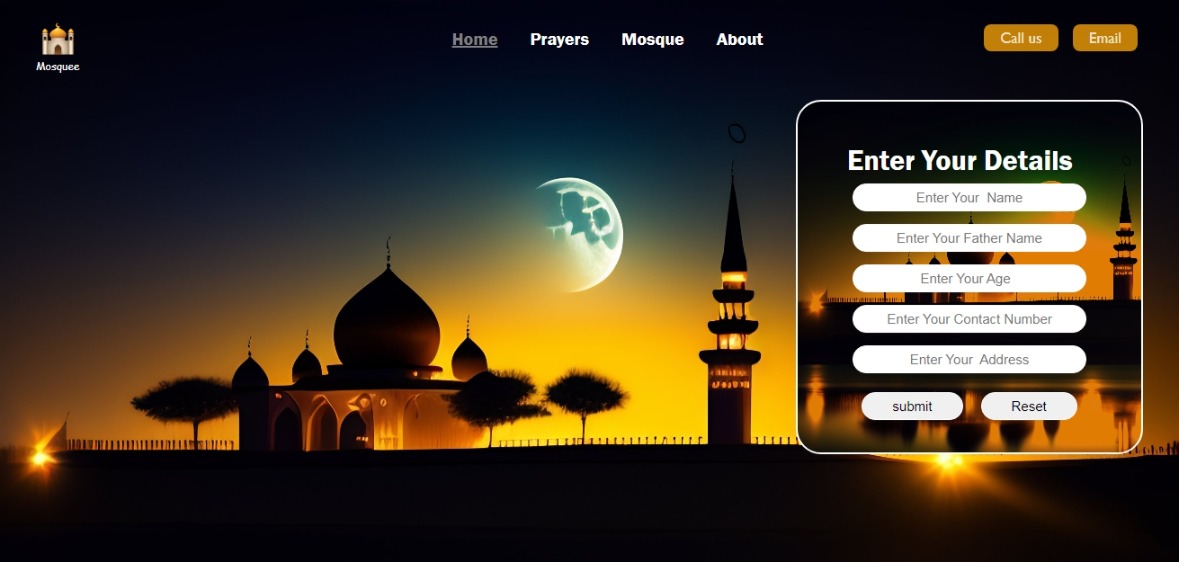 Mosquee
Home Prayers Mosque About
Call us Email
Enter Your Details
Enter Your  Name
Enter Your Father Name
Enter Your Age
Enter Your Contact Number
Enter Your  Address
submit Reset